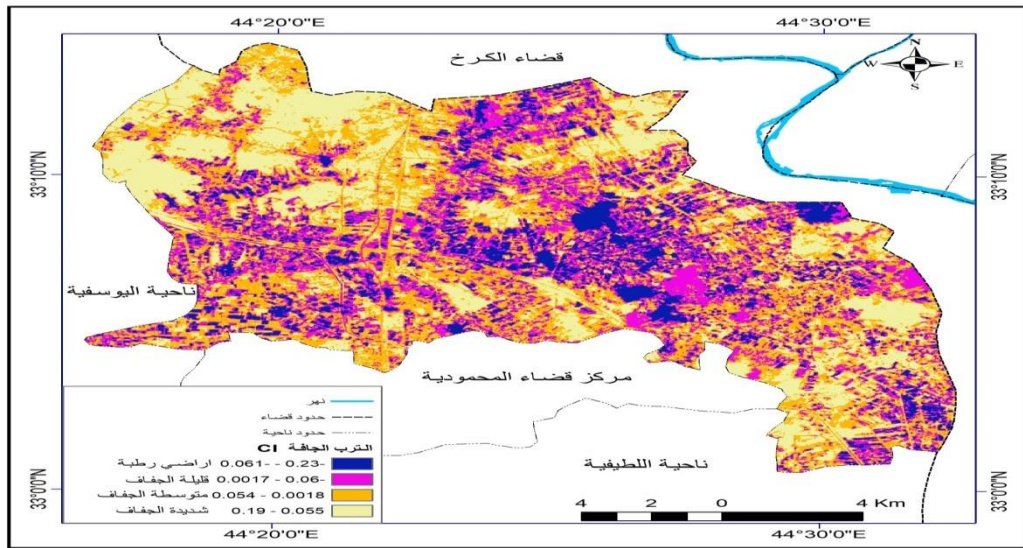 44°20'0"E 44°30'0"E
قضاء الكرخ
N
W E
S
33°10'0"N 33°10'0"N
ناحية اليوسفية
مركز قضاء المحمودية
نهر
حدود قضاء
حدود ناحية
الترب الجافة CI
-0.23 - -0.061 اراضي رطبة
-0.06 - 0.0017 قليلة الجفاف
0.0018 - 0.054 متوسطة الجفاف
0.055 - 0.19 شديدة الجفاف
ناحية اللطيفية
33°0'0"N 33°0'0"N
4 2 0 4 Km
44°20'0"E 44°30'0"E